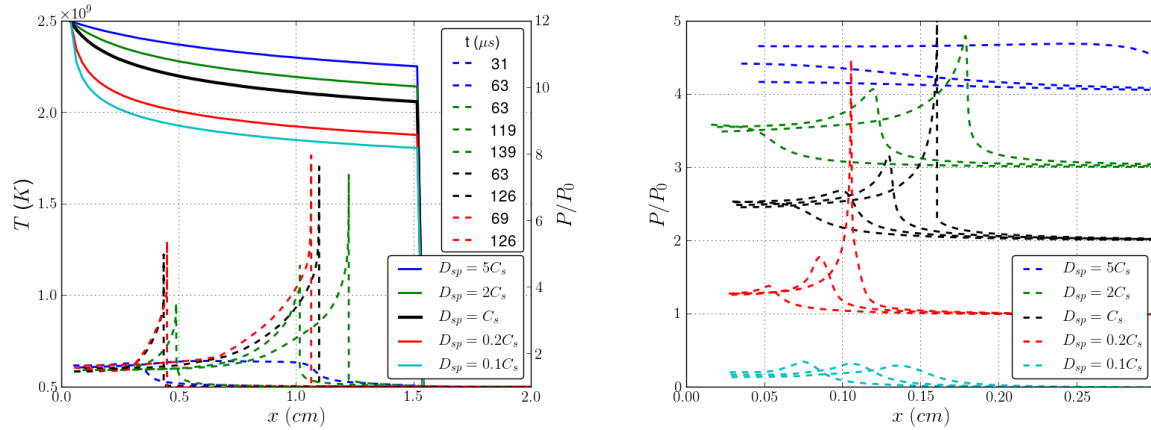 ×10⁹
2.5
2.0
1.5
1.0
0.5
T (K)
0.0
0.5
1.0
1.5
2.0
x (cm)
12
10
8
6
4
2
P/P₀
t (μs)
31
63
63
119
139
63
126
69
126
D_sp = 5C_s
D_sp = 2C_s
D_sp = C_s
D_sp = 0.2C_s
D_sp = 0.1C_s
5
4
3
2
1
0
P/P₀
0.00
0.05
0.10
0.15
0.20
0.25
x (cm)
D_sp = 5C_s
D_sp = 2C_s
D_sp = C_s
D_sp = 0.2C_s
D_sp = 0.1C_s